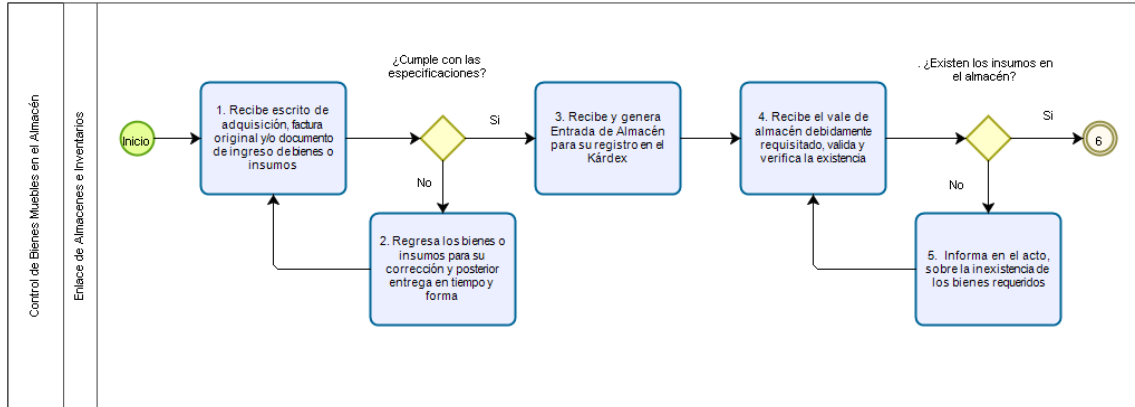 Control de Bienes Muebles en el Almacén
Enlace de Almacenes e Inventarios
Inicio
1. Recibe escrito de
adquisición, factura
original y/o documento
de ingreso de bienes o
insumos
¿Cumple con las
especificaciones?
Si
No
2. Regresa los bienes o
insumos para su
corrección y posterior
entrega en tiempo y
forma
3. Recibe y genera
Entrada de Almacén
para su registro en el
Kárdex
4. Recibe el vale de
almacén debidamente
requisitado, valida y
verifica la existencia
. ¿Existen los insumos en
el almacén?
Si
6
No
5. Informa en el acto,
sobre la inexistencia de
los bienes requeridos